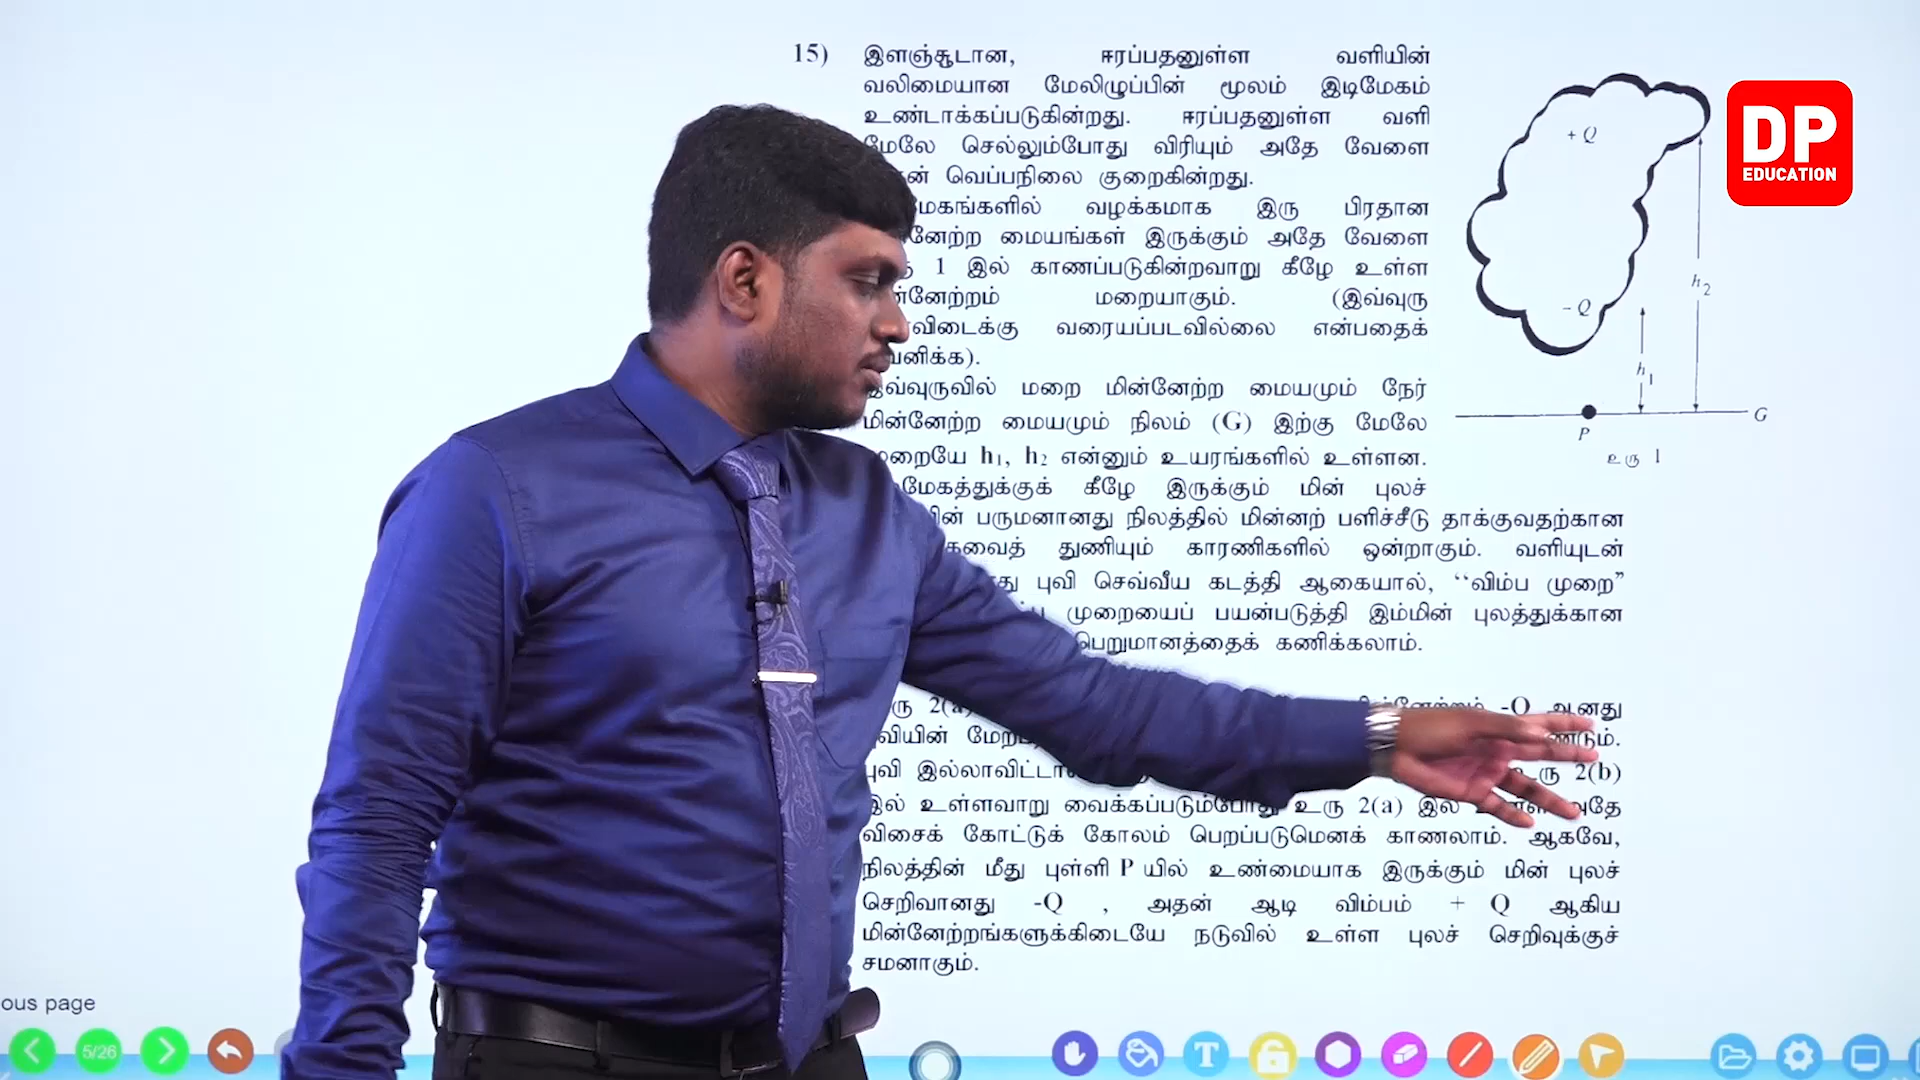 15) இளஞ்சூடான, ஈரப்பதனுள்ள வளியின்
வலிமையான மேலிழுப்பின் மூலம் இடிமேகம்
உண்டாக்கப்படுகின்றது. ஈரப்பதனுள்ள வளி
மேலே செல்லும்போது விரியும் அதே வேளை
வெப்பநிலை குறைகின்றது.
வழக்கமாக இரு பிரதான
மையங்கள் இருக்கும் அதே வேளை
1 இல் காணப்படுகின்றவாறு கீழே உள்ள
மறையாகும். (இவ்வுரு
வரையப்படவில்லை என்பதைக்
இவ்வுருவில் மறை மின்னேற்ற மையமும் நேர்
மின்னேற்ற மையமும் நிலம் (G) இற்கு மேலே
முறையே h1, h2 என்னும் உயரங்களில் உள்ளன.
கீழே இருக்கும் மின் புலச்
பருமனானது நிலத்தில் மின்னற் பளிச்சீடு தாக்குவதற்கான
துணியும் காரணிகளில் ஒன்றாகும். வளியுடன்
புவி செவ்வீய கடத்தி ஆகையால், “விம்ப முறை”
முறையைப் பயன்படுத்தி இம்மின் புலத்துக்கான
பெறுமானத்தைக் கணிக்கலாம்.
2(a) -Q ஆனது
புவி
2(b)
இல் உள்ளவாறு வைக்கப்படும்போது உரு 2(a) இல் அதே
விசைக் கோட்டுக் கோலம் பெறப்படுமெனக் காணலாம். ஆகவே,
நிலத்தின் மீது புள்ளி P யில் உண்மையாக இருக்கும் மின் புலச்
செறிவானது -Q , அதன் ஆடி விம்பம் + Q ஆகிய
மின்னேற்றங்களுக்கிடையே நடுவில் உள்ள புலச் செறிவுக்குச்
சமனாகும்.
+ Q
- Q
h2
h1
P
G
உரு 1
DP
EDUCATION
ous page
5/26
T